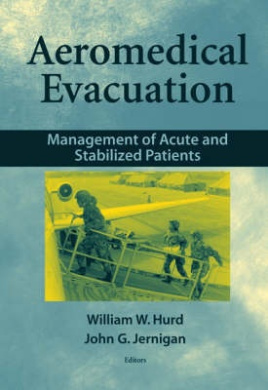 Aeromedical
Evacuation
Management of Acute and
Stabilized Patients
William W. Hurd
John G. Jernigan
Editors